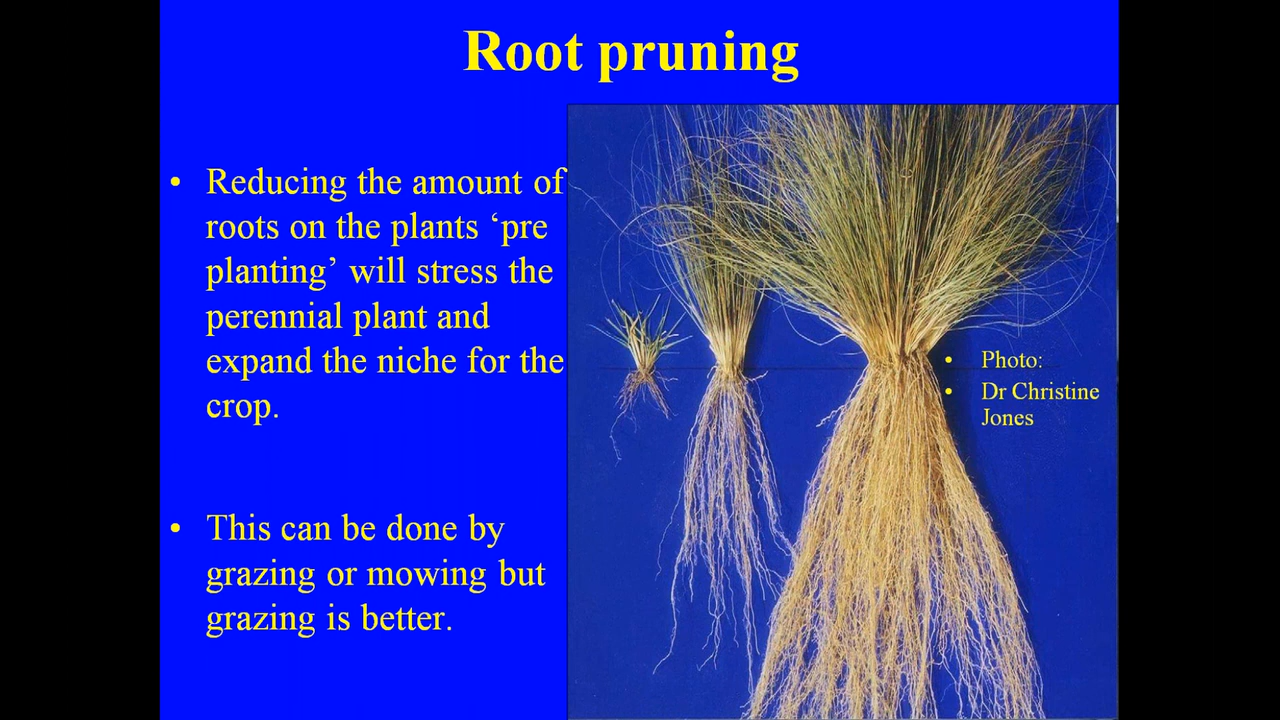 Root pruning
• Reducing the amount of
roots on the plants ‘pre
planting’ will stress the
perennial plant and
expand the niche for the
crop.
• This can be done by
grazing or mowing but
grazing is better.
• Photo:
• Dr Christine
Jones